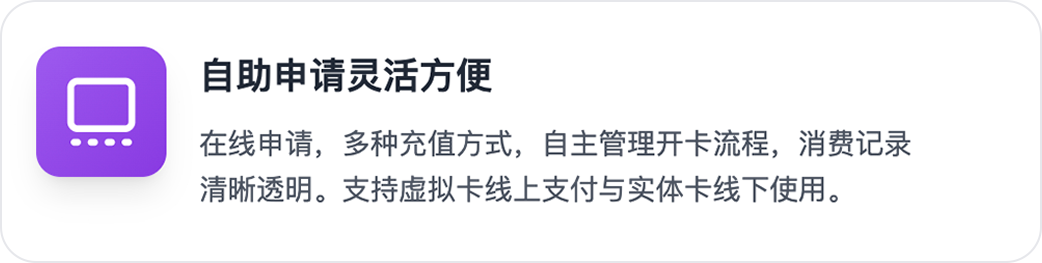 自助申请灵活方便
在线申请，多种充值方式，自主管理开卡流程，消费记录
清晰透明。支持虚拟卡线上支付与实体卡线下使用。